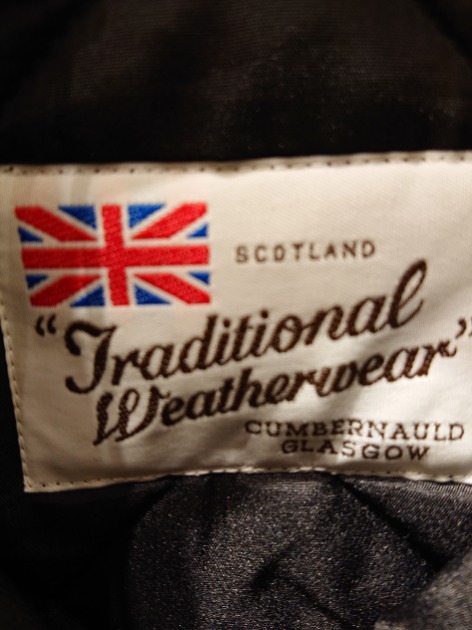 SCOTLAND
"Traditional
Weatherwear"
CUMBERNAULD
GLASGOW